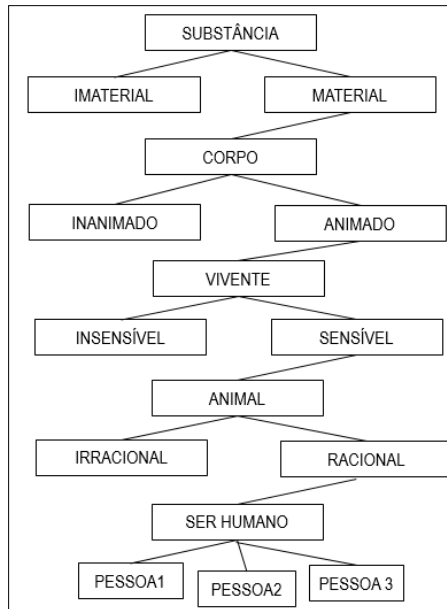 SUBSTÂNCIA
IMATERIAL
MATERIAL
CORPO
INANIMADO
ANIMADO
VIVENTE
INSENSÍVEL
SENSÍVEL
ANIMAL
IRRACIONAL
RACIONAL
SER HUMANO
PESSOA1
PESSOA2
PESSOA 3